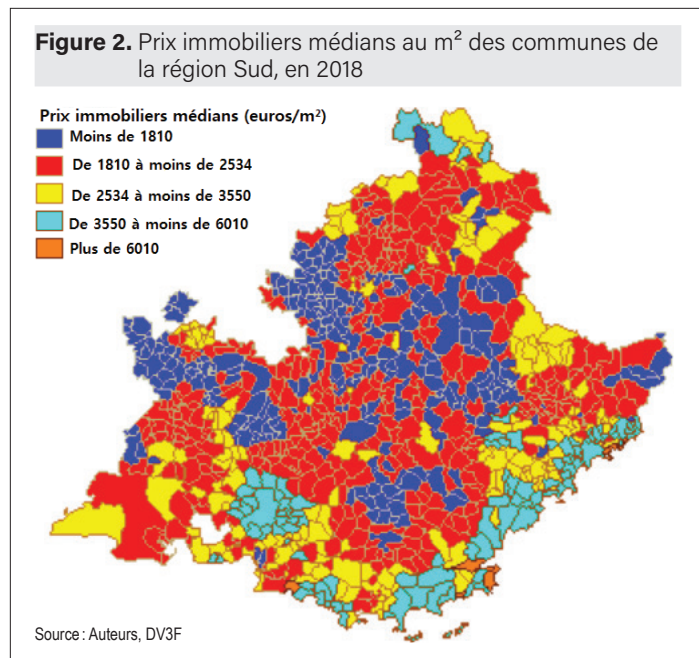 Figure 2. Prix immobiliers médians au m² des communes de
la région Sud, en 2018
Prix immobiliers médians (euros/m²)
Moins de 1810
De 1810 à moins de 2534
De 2534 à moins de 3550
De 3550 à moins de 6010
Plus de 6010
Source : Auteurs, DV3F